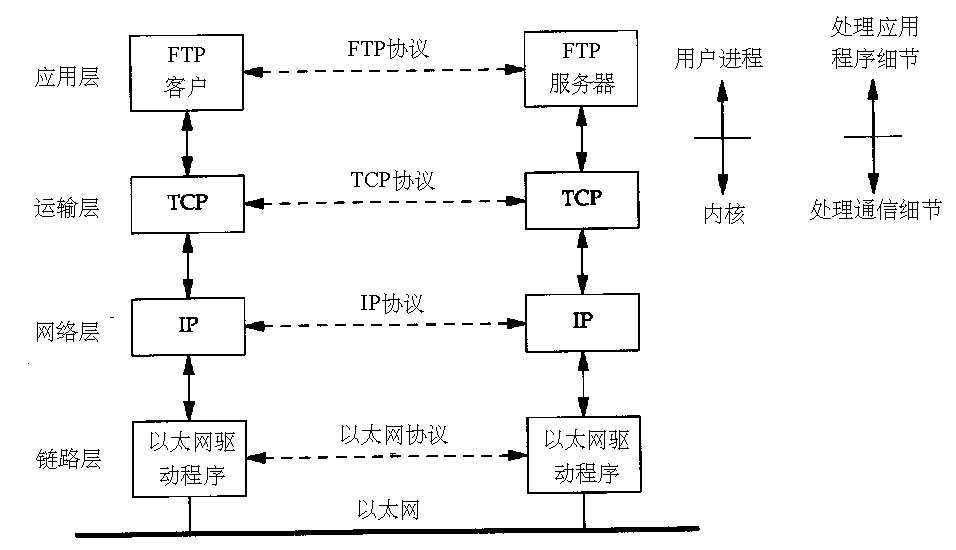 应用层
FTP
客户
FTP协议
FTP
服务器
用户进程
处理应用
程序细节
运输层
TCP
TCP协议
TCP
内核
处理通信细节
网络层
IP
IP协议
IP
链路层
以太网驱
动程序
以太网协议
以太网驱
动程序
以太网